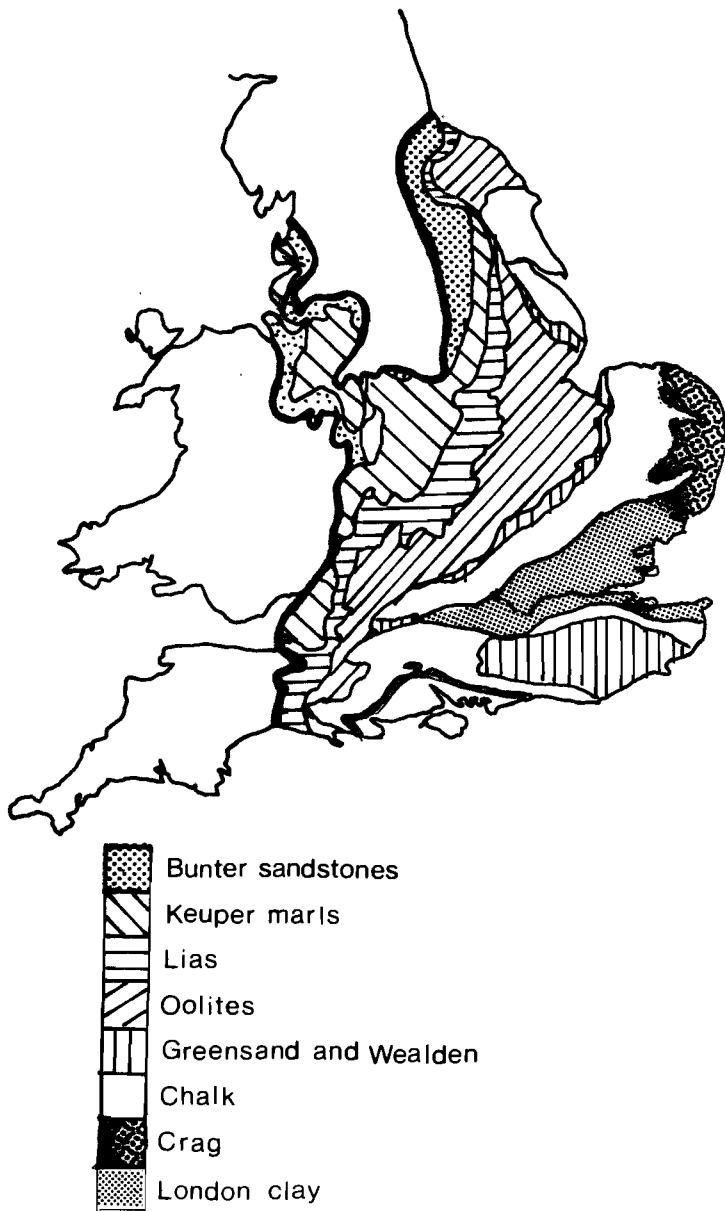 Bunter sandstones
Keuper marls
Lias
Oolites
Greensand and Wealden
Chalk
Crag
London clay